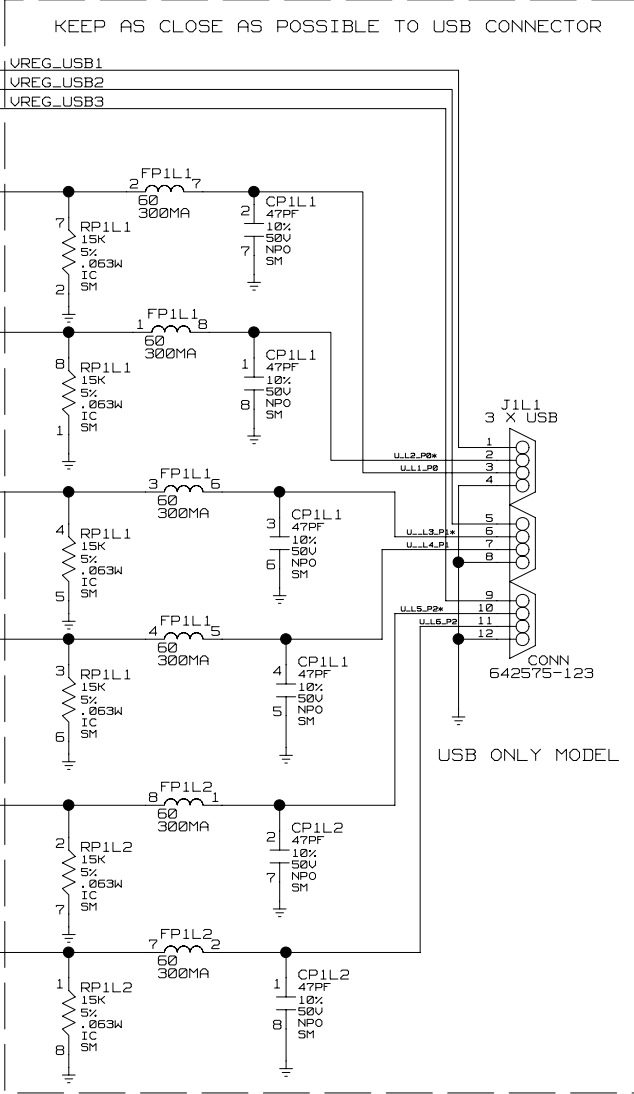 KEEP AS CLOSE AS POSSIBLE TO USB CONNECTOR
VREG_USB1
VREG_USB2
VREG_USB3
FP1L1
2 7
60
300MA
7
RP1L1
15K
5%
.063W
IC
SM
2
CP1L1
2
47PF
10%
50V
7
NPO
SM
FP1L1
1 8
60
300MA
8
RP1L1
15K
5%
.063W
IC
SM
1
CP1L1
1
47PF
10%
50V
8
NPO
SM
J1L1
3 X USB
1
U_L2_P0* 2
U_L1_P0 3
4
FP1L1
3 6
60
300MA
4
RP1L1
15K
5%
.063W
IC
SM
5
CP1L1
3
47PF
10%
50V
6
NPO
SM
5
U__L3_P1* 6
U__L4_P1 7
8
9
U_L5_P2* 10
U_L6_P2 11
12
CONN
642575-123
FP1L1
4 5
60
300MA
3
RP1L1
15K
5%
.063W
IC
SM
6
CP1L1
4
47PF
10%
50V
5
NPO
SM
USB ONLY MODEL
FP1L2
8 1
60
300MA
2
RP1L2
15K
5%
.063W
IC
SM
7
CP1L2
2
47PF
10%
50V
7
NPO
SM
FP1L2
7 2
60
300MA
1
RP1L2
15K
5%
.063W
IC
SM
8
CP1L2
1
47PF
10%
50V
8
NPO
SM